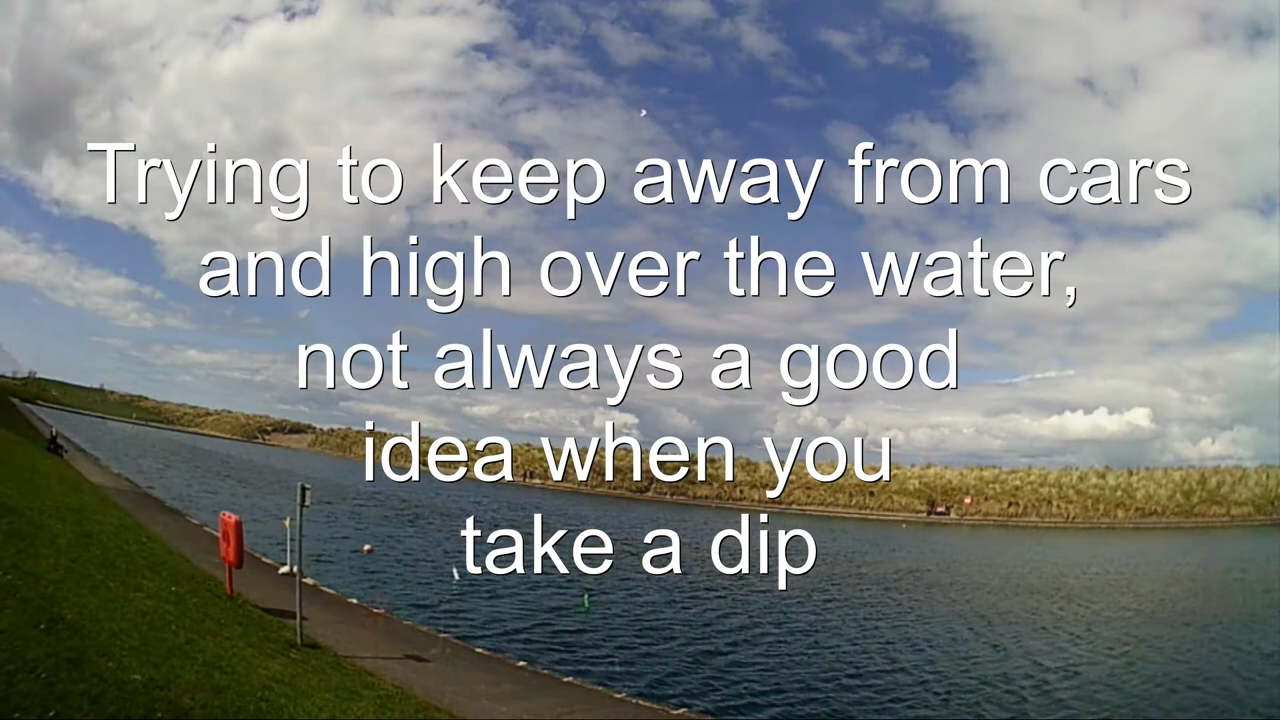 Trying to keep away from cars
and high over the water,
not always a good
idea when you
take a dip